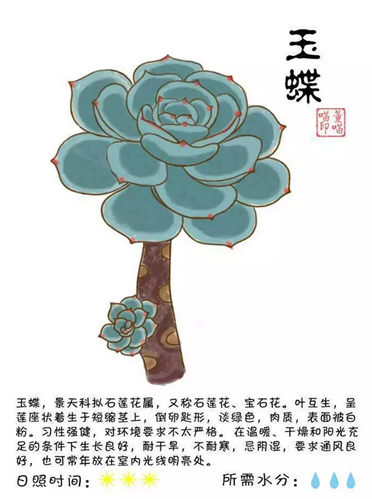 玉蝶
董喵
喵印
玉蝶，景天科拟石莲花属，又称石莲花、宝石花。叶互生，呈
莲座状着生于短缩茎上，倒卵匙形，淡绿色，肉质，表面被白
粉。习性强健，对环境要求不太严格。在温暖、干燥和阳光充
足的条件下生长良好，耐干旱，不耐寒，忌阴湿，要求通风良
好，也可常年放在室内光线明亮处。
日照时间：
所需水分：